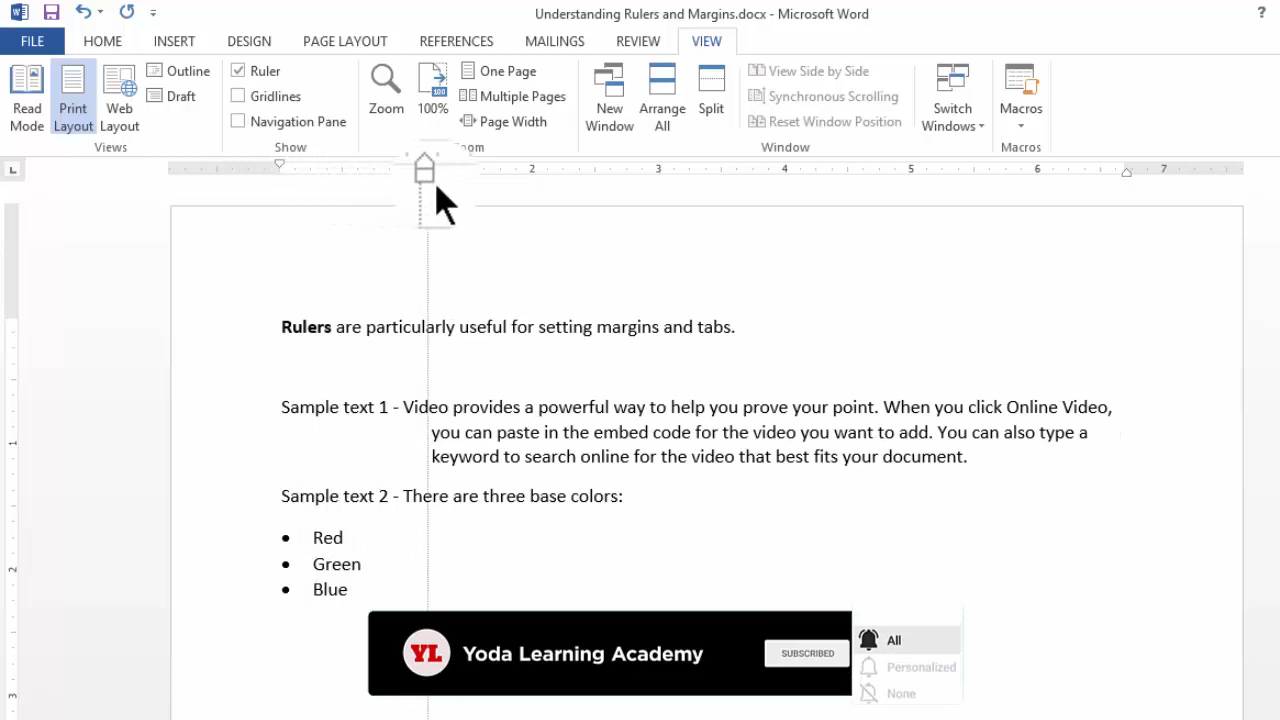 Understanding Rulers and Margins.docx - Microsoft Word
?
FILE HOME INSERT DESIGN PAGE LAYOUT REFERENCES MAILINGS REVIEW VIEW
Read Mode
Print Layout
Web Layout
Outline
Draft
Views
Ruler
Gridlines
Navigation Pane
Show
Zoom
100
100%
One Page
Multiple Pages
Page Width
New Window
Arrange All
Split
View Side by Side
Synchronous Scrolling
Reset Window Position
Window
Switch Windows
Macros
Macros
2 3 4 5 6 7
Rulers are particularly useful for setting margins and tabs.
Sample text 1 - Video provides a powerful way to help you prove your point. When you click Online Video,
you can paste in the embed code for the video you want to add. You can also type a
keyword to search online for the video that best fits your document.
Sample text 2 - There are three base colors:
• Red
• Green
• Blue
1
2
3
YL Yoda Learning Academy
SUBSCRIBED
All
Personalized
None